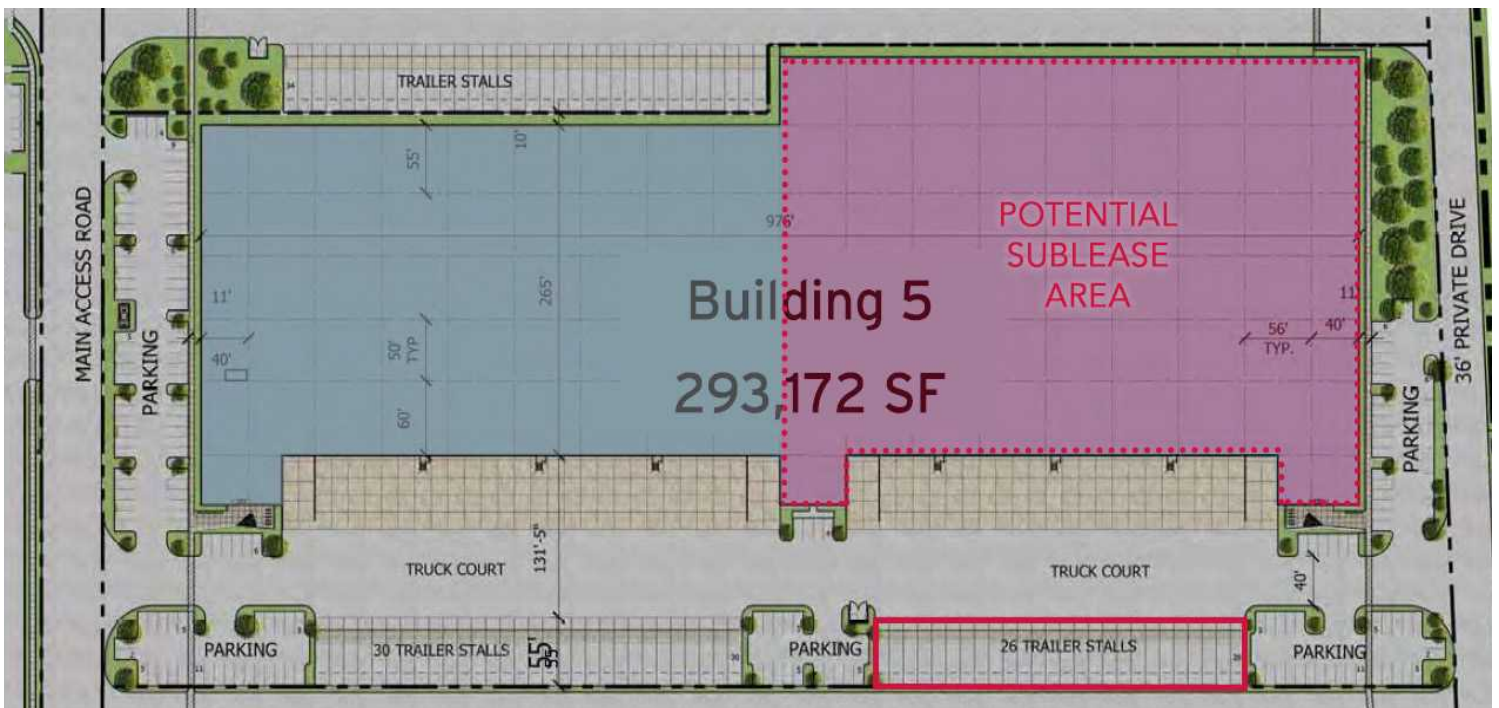 TRAILER STALLS
55'
10'
MAIN ACCESS ROAD
976'
POTENTIAL
SUBLEASE
AREA
36' PRIVATE DRIVE
11'
265'
Building 5
11'
50'
TYP
56'
TYP.
40'
40'
293,172 SF
60'
PARKING
PARKING
TRUCK COURT
131'-5"
TRUCK COURT
40'
PARKING
30 TRAILER STALLS
55'
PARKING
26 TRAILER STALLS
PARKING